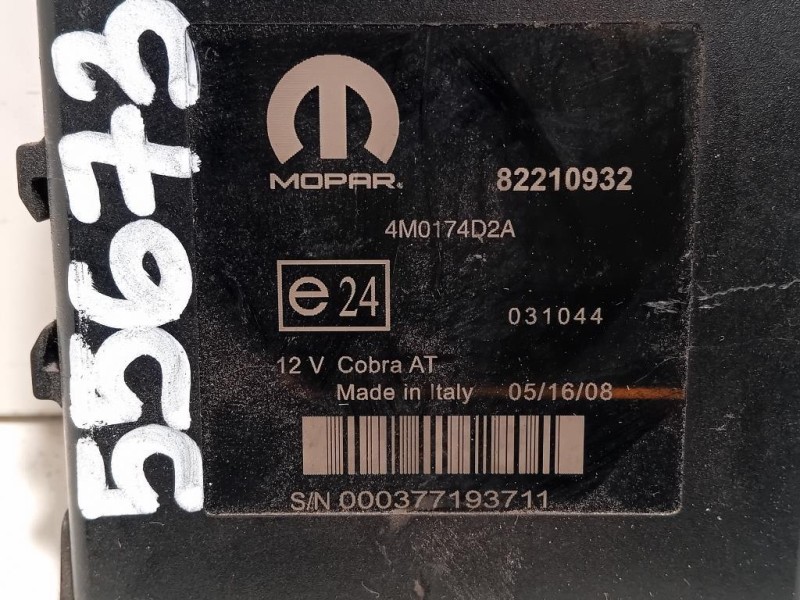 55673
MOPAR®
82210932
4M0174D2A
e24
031044
12 V Cobra AT
Made in Italy 05/16/08
S/N 000377193711